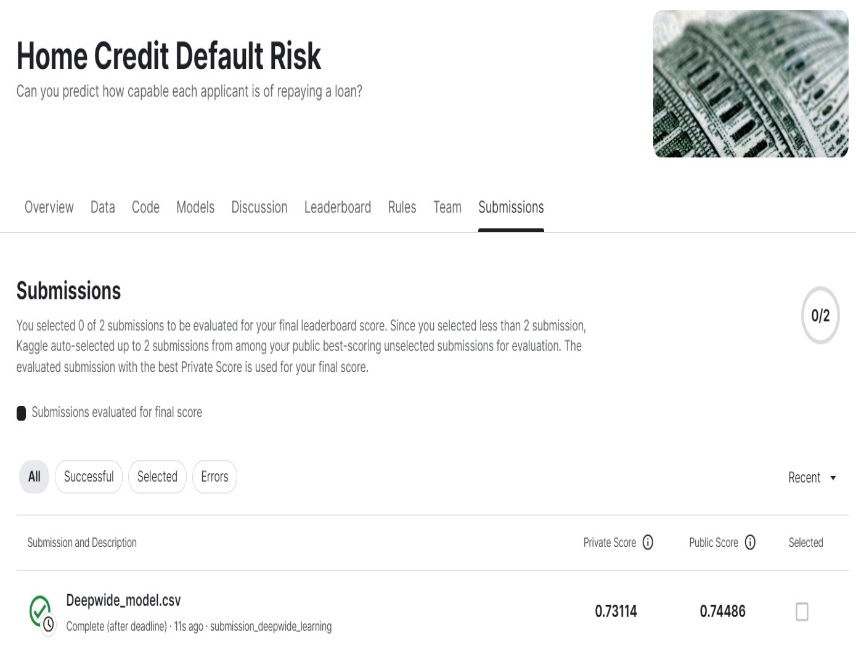 Home Credit Default Risk
Can you predict how capable each applicant is of repaying a loan?
Overview Data Code Models Discussion Leaderboard Rules Team Submissions
Submissions
You selected 0 of 2 submissions to be evaluated for your final leaderboard score. Since you selected less than 2 submission,
Kaggle auto-selected up to 2 submissions from among your public best-scoring unselected submissions for evaluation. The
evaluated submission with the best Private Score is used for your final score.
0/2
Submissions evaluated for final score
All Successful Selected Errors Recent
Submission and Description Private Score Public Score Selected
Deepwide_model.csv 0.73114 0.74486
Complete (after deadline) · 11s ago · submission_deepwide_learning